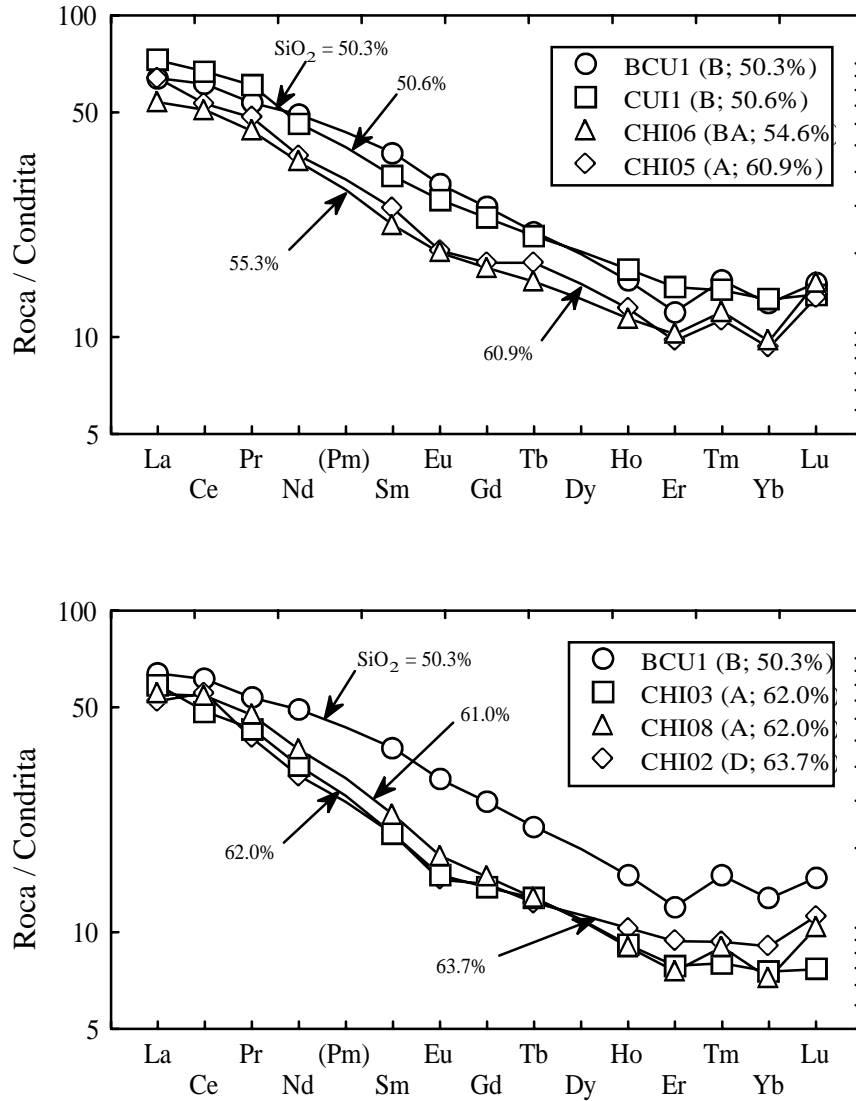 100
50
10
5
Roca / Condrita
SiO2 = 50.3%
50.6%
55.3%
60.9%
BCU1 (B; 50.3%)
CUI1 (B; 50.6%)
CHI06 (BA; 54.6%
CHI05 (A; 60.9%)
La Pr (Pm) Eu Tb Ho Tm Lu
Ce Nd Sm Gd Dy Er Yb
100
50
10
5
Roca / Condrita
SiO2 = 50.3%
61.0%
62.0%
63.7%
BCU1 (B; 50.3%)
CHI03 (A; 62.0%
CHI08 (A; 62.0%
CHI02 (D; 63.7%
La Pr (Pm) Eu Tb Ho Tm Lu
Ce Nd Sm Gd Dy Er Yb